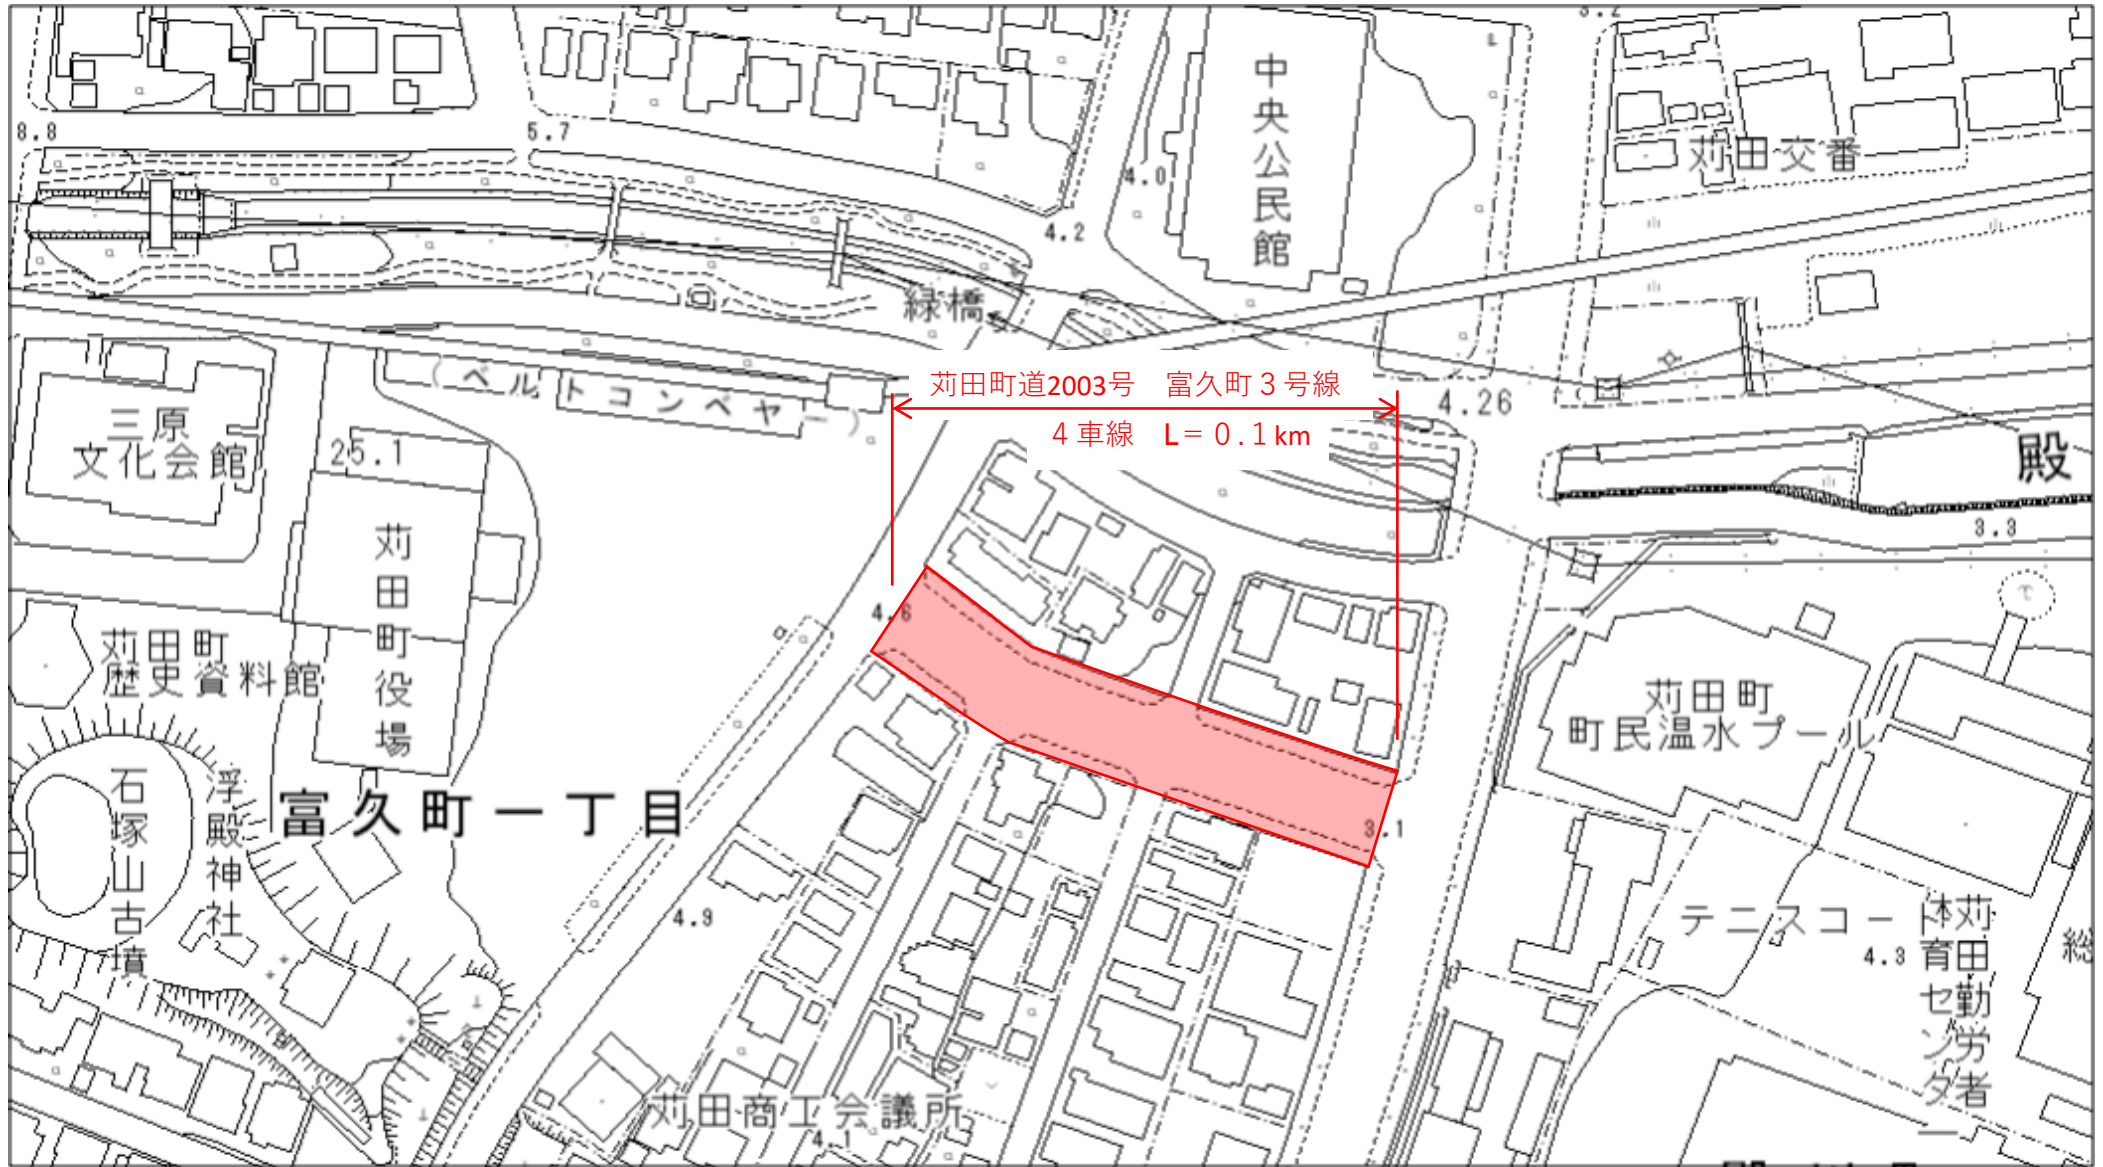 3.2
中央公民館
8.8
5.7
苅田交番
4.0
4.2
緑橋
苅田町道2003号　富久町３号線
（ベルトコンベヤー）
4.26
４車線　L＝０.１km
三原
文化会館
25.1
殿
3.3
苅田町役場
4.6
苅田町
歴史資料館
苅田町
町民温水プール
石塚山古墳
浮殿神社
富久町一丁目
3.1
4.9
テニスコート
4.3
苅田勤労者
体育センター
総
苅田商工会議所
4.1